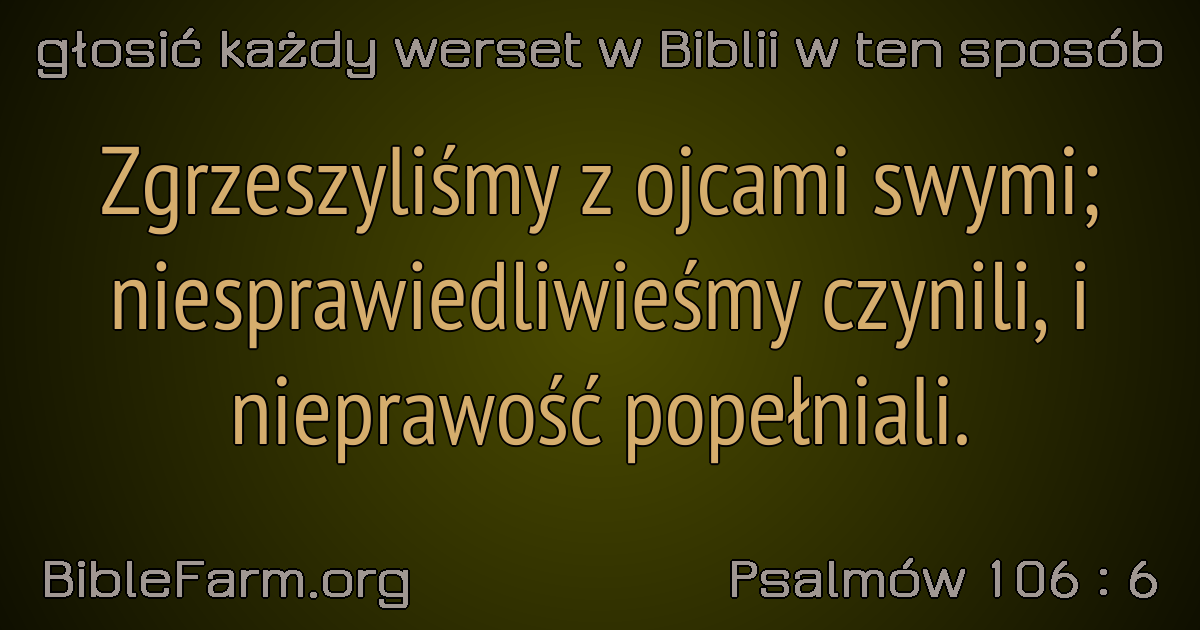 głosić każdy werset w Biblii w ten sposób
Zgrzeszyliśmy z ojcami swymi;
niesprawiedliwieśmy czynili, i
nieprawość popełniali.
BibleFarm.org
Psalmów 106 : 6